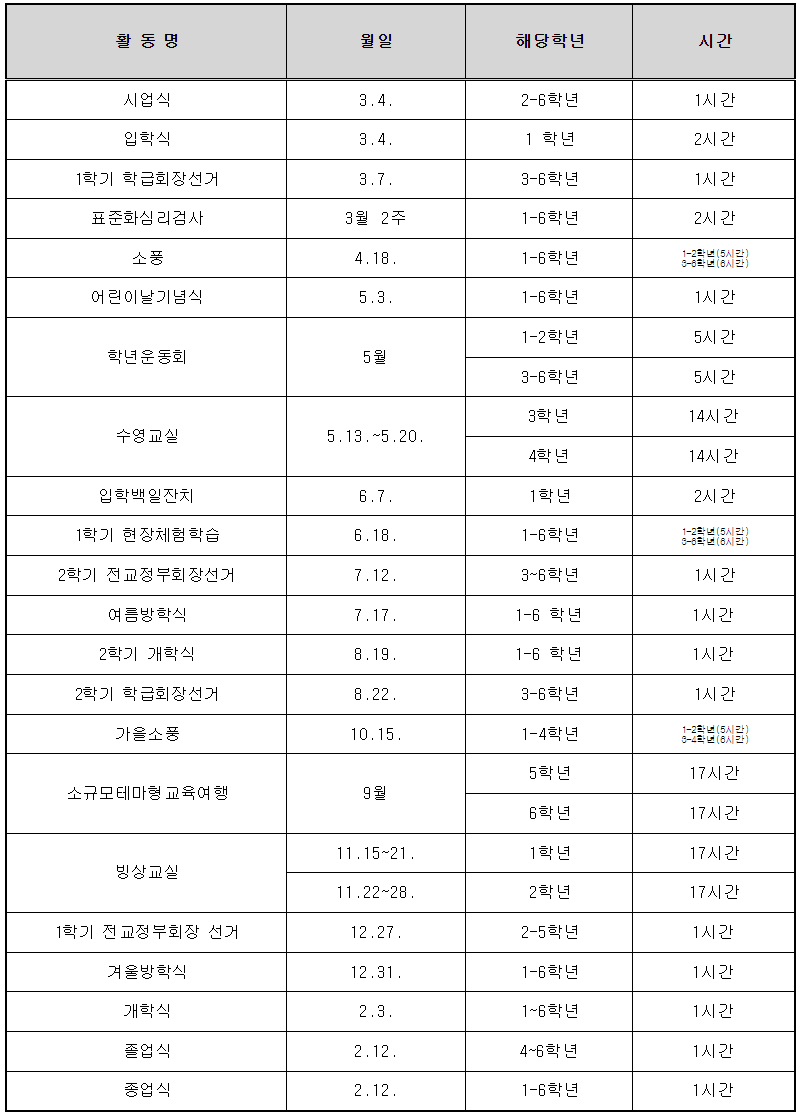 활 동 명 월일 해당학년 시간
시업식 3.4. 2-6학년 1시간
입학식 3.4. 1 학년 2시간
1학기 학급회장선거 3.7. 3-6학년 1시간
표준화심리검사 3월 2주 1-6학년 2시간
소풍 4.18. 1-6학년 1-2학년(5시간)
3-6학년(6시간)
어린이날기념식 5.3. 1-6학년 1시간
학년운동회 5월 1-2학년 5시간
3-6학년 5시간
수영교실 5.13.~5.20. 3학년 14시간
4학년 14시간
입학백일잔치 6.7. 1학년 2시간
1학기 현장체험학습 6.18. 1-6학년 1-2학년(5시간)
3-6학년(6시간)
2학기 전교정부회장선거 7.12. 3~6학년 1시간
여름방학식 7.17. 1-6 학년 1시간
2학기 개학식 8.19. 1-6 학년 1시간
2학기 학급회장선거 8.22. 3-6학년 1시간
가을소풍 10.15. 1-4학년 1-2학년(5시간)
3-4학년(6시간)
소규모테마형교육여행 9월 5학년 17시간
6학년 17시간
빙상교실 11.15~21. 1학년 17시간
11.22~28. 2학년 17시간
1학기 전교정부회장 선거 12.27. 2-5학년 1시간
겨울방학식 12.31. 1-6학년 1시간
개학식 2.3. 1~6학년 1시간
졸업식 2.12. 4~6학년 1시간
종업식 2.12. 1-6학년 1시간